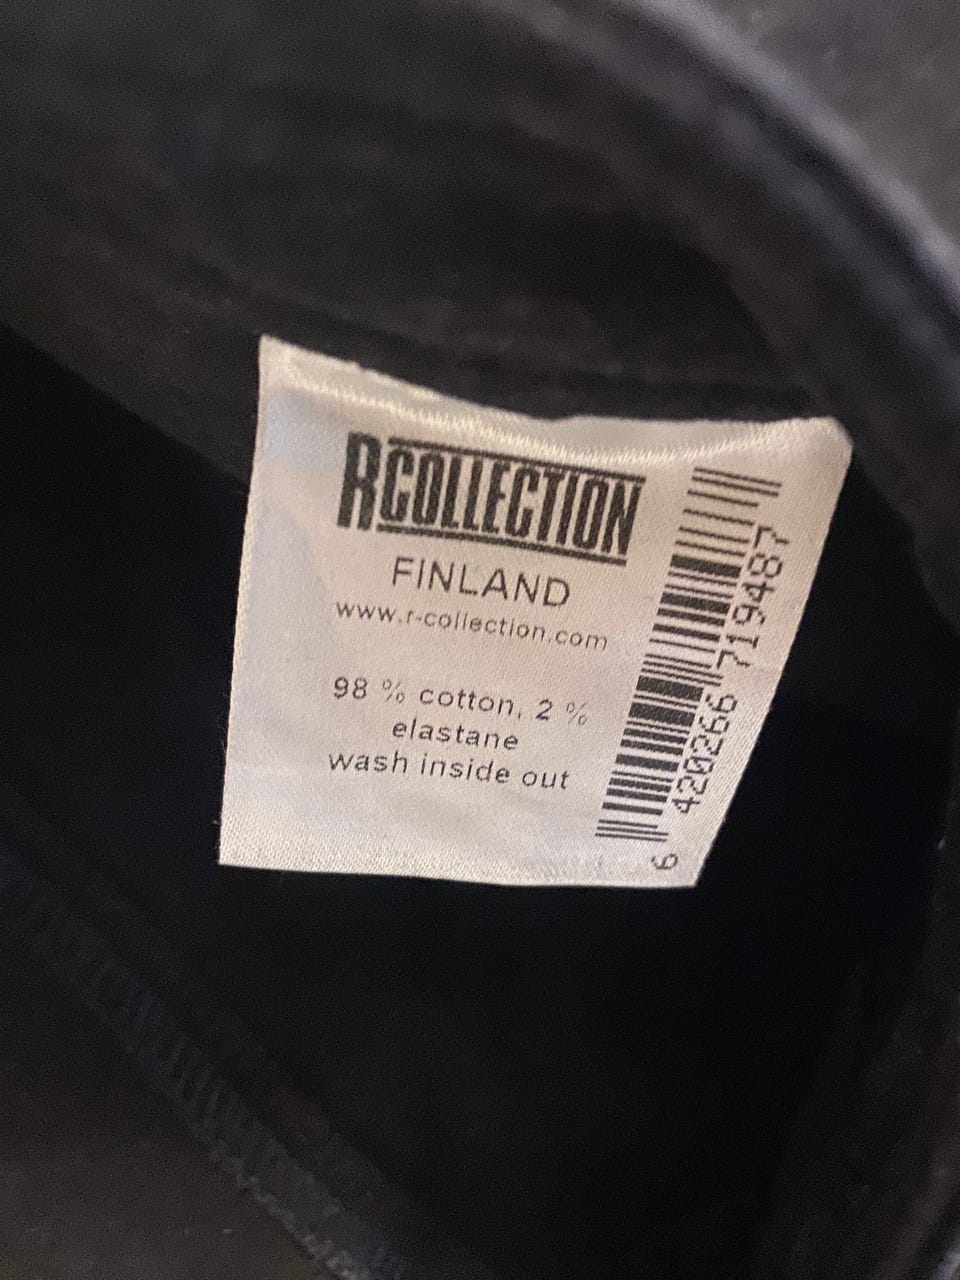 RCOLLECTION
FINLAND
www.r-collection.com
98 % cotton, 2 %
elastane
wash inside out
6 420266 719487